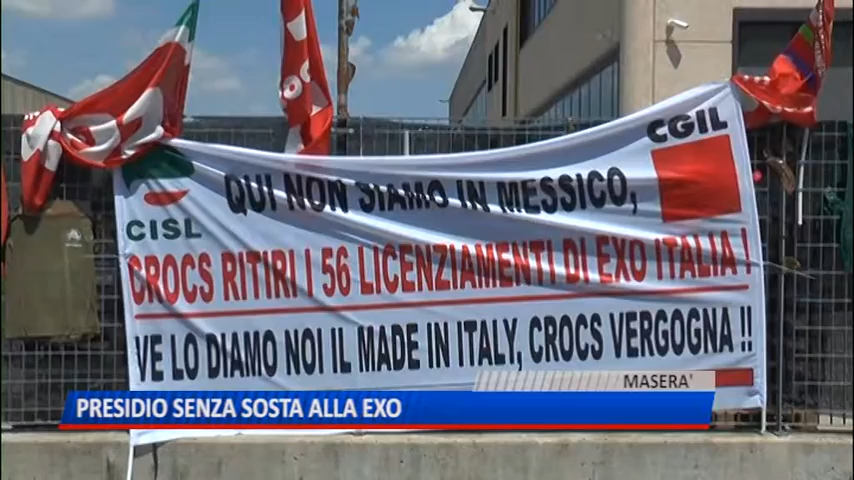 CGIL
CISL
QUI NON SIAMO IN MESSICO,
CROCS RITIRI I 56 LICENZIAMENTI DI EXO ITALIA !
VE LO DIAMO NOI IL MADE IN ITALY, CROCS VERGOGNA !!
MASERA'
PRESIDIO SENZA SOSTA ALLA EXO